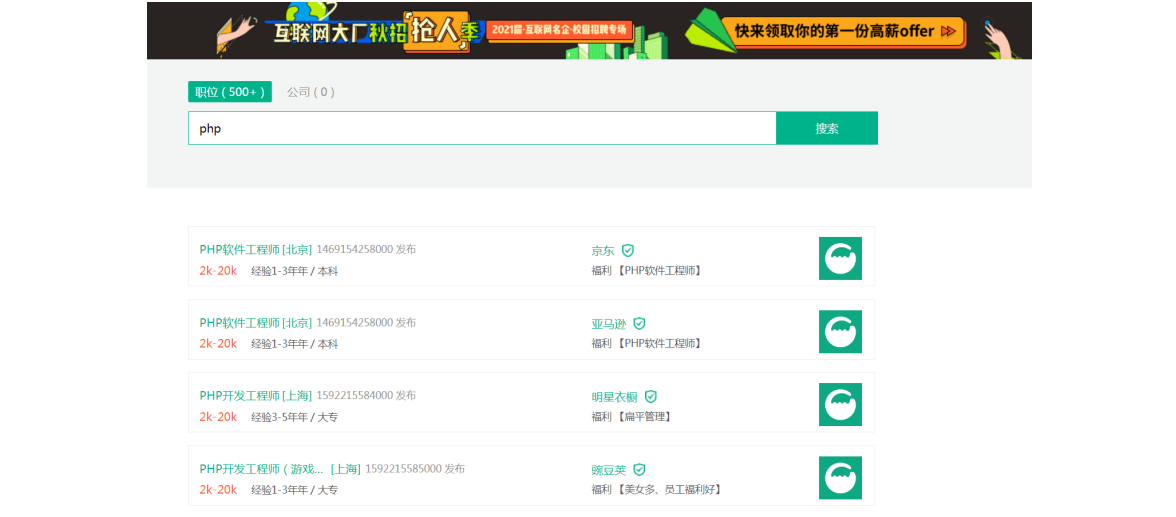 互联网大厂秋招抢人季 2021届·互联网名企·校园招聘专场 快来领取你的第一份高薪offer
职位 ( 500+ ) 公司 ( 0 )
php 搜索
PHP软件工程师 [北京] 1469154258000 发布 京东
2k-20k 经验1-3年年 / 本科 福利 【PHP软件工程师】
PHP软件工程师 [北京] 1469154258000 发布 亚马逊
2k-20k 经验1-3年年 / 本科 福利 【PHP软件工程师】
PHP开发工程师 [上海] 1592215584000 发布 明星衣橱
2k-20k 经验3-5年年 / 大专 福利 【扁平管理】
PHP开发工程师 ( 游戏... [上海] 1592215585000 发布 豌豆荚
2k-20k 经验1-3年年 / 大专 福利 【美女多、员工福利好】